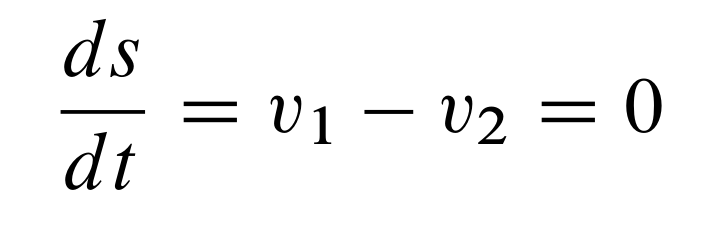 ds/dt = v₁ − v₂ = 0